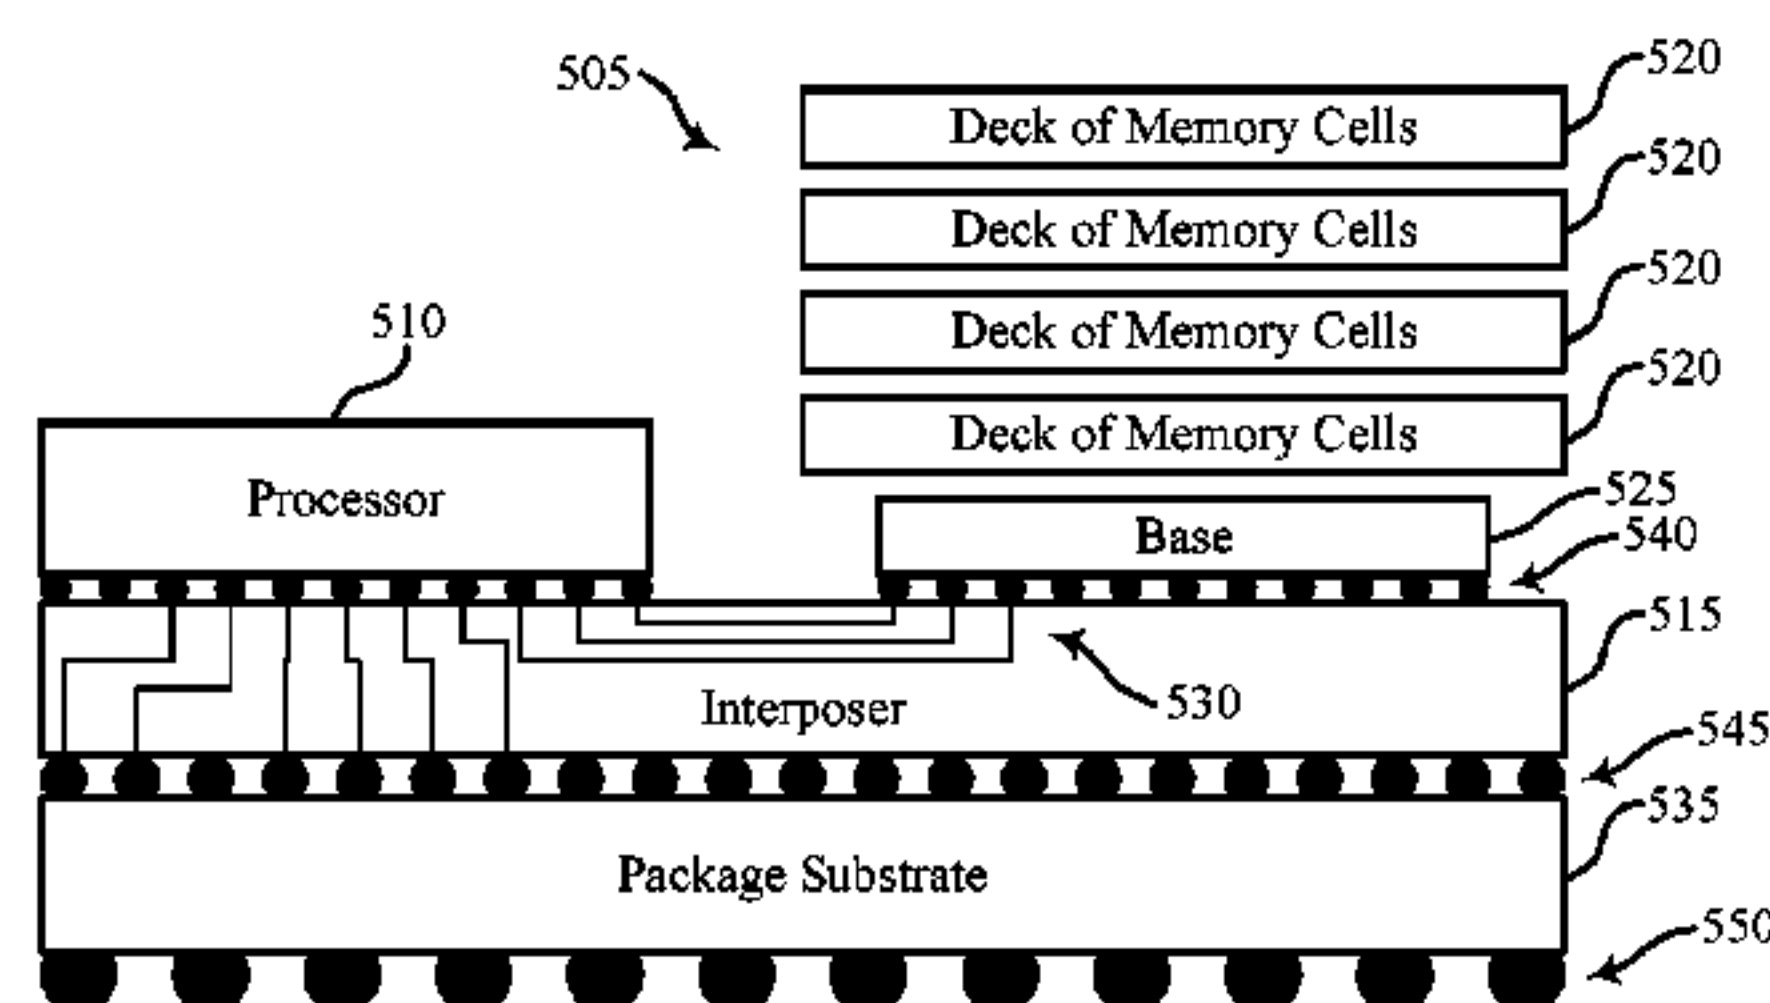 520
505
Deck of Memory Cells
520
Deck of Memory Cells
520
Deck of Memory Cells
510
520
Deck of Memory Cells
Processor
525
Base
540
515
530
Interposer
545
535
Package Substrate
550